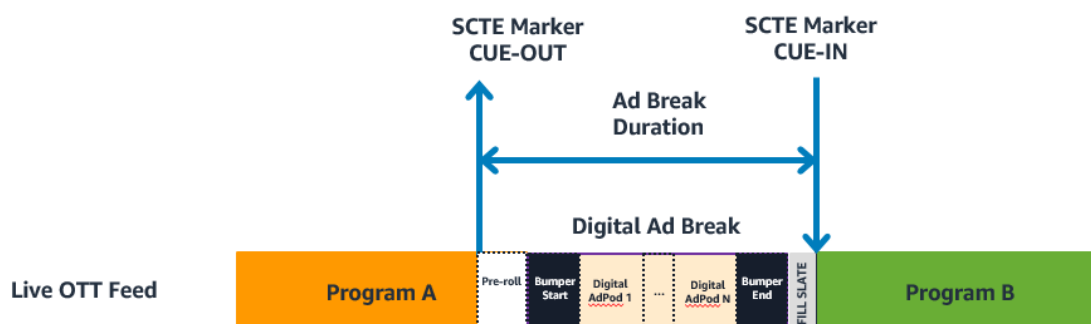 SCTE Marker
CUE-OUT
SCTE Marker
CUE-IN
Ad Break
Duration
Digital Ad Break
Live OTT Feed
Program A
Pre-roll
Bumper
Start
Digital
AdPod 1
...
Digital
AdPod N
Bumper
End
FILL SLATE
Program B